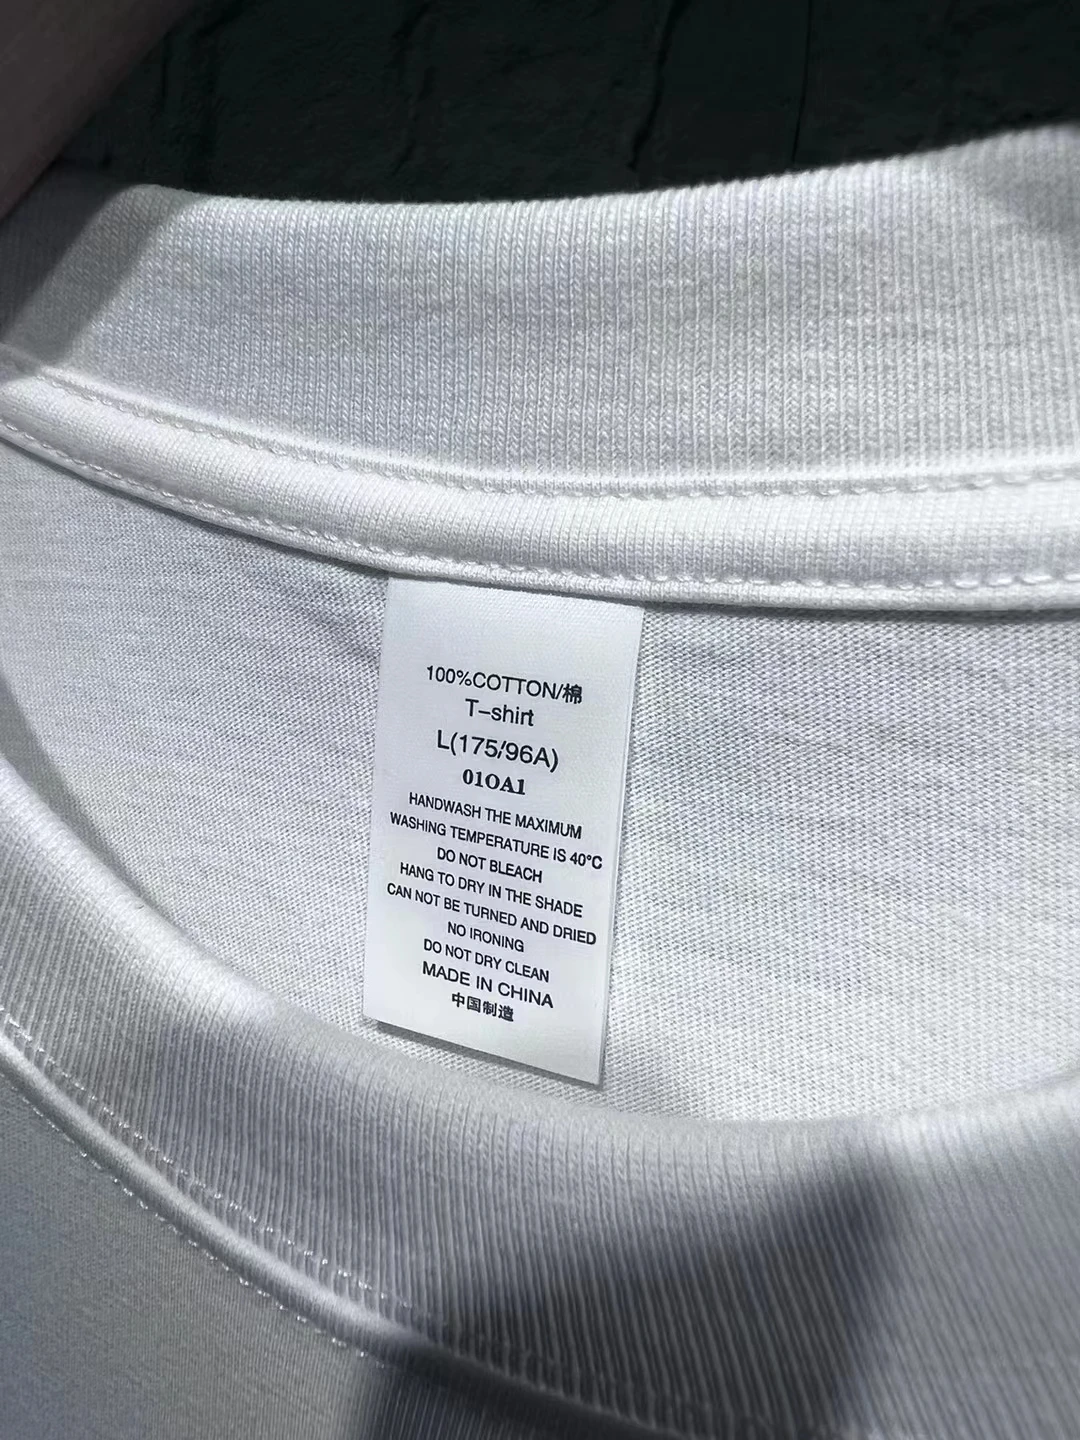 100%COTTON/棉
T-shirt
L(175/96A)
01OA1
HANDWASH THE MAXIMUM
WASHING TEMPERATURE IS 40°C
DO NOT BLEACH
HANG TO DRY IN THE SHADE
CAN NOT BE TURNED AND DRIED
NO IRONING
DO NOT DRY CLEAN
MADE IN CHINA
中国制造